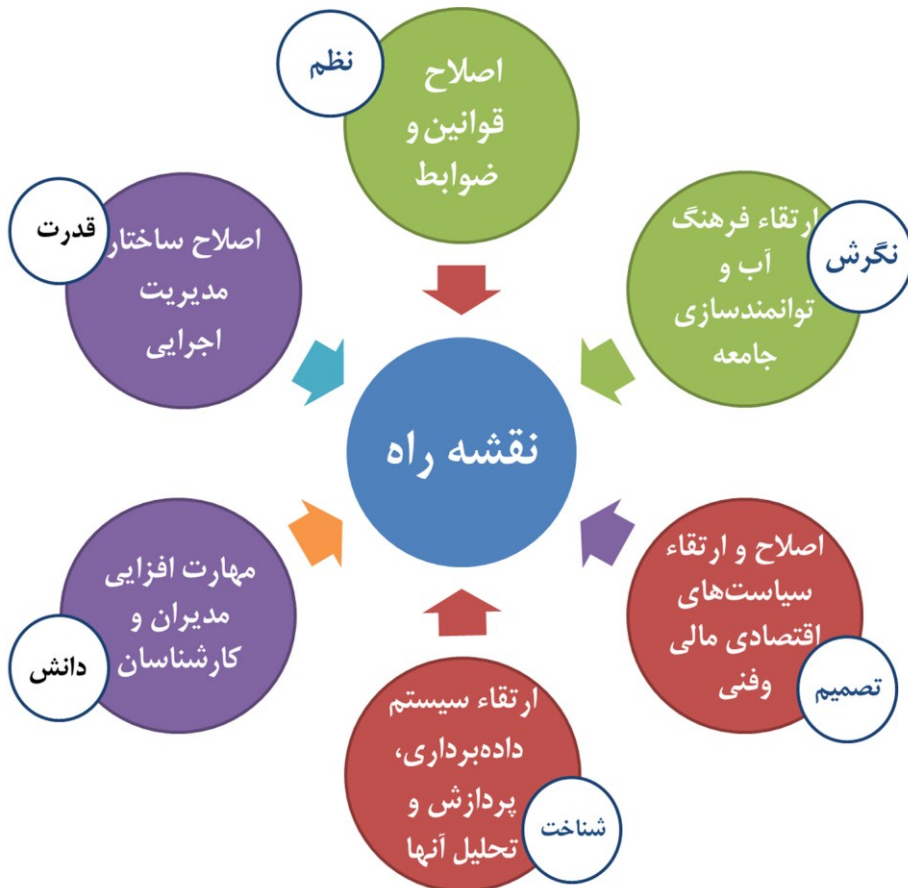 نظم
اصلاح
قوانین و
ضوابط
نگرش
ارتقاء فرهنگ
آب و
توانمندسازی
جامعه
اصلاح و ارتقاء
سیاست‌های
اقتصادی مالی
وفنی
تصمیم
ارتقاء سیستم
داده‌برداری،
پردازش و
تحلیل آنها
شناخت
مهارت افزایی
مدیران و
کارشناسان
دانش
قدرت
اصلاح ساختار
مدیریت
اجرایی
نقشه راه